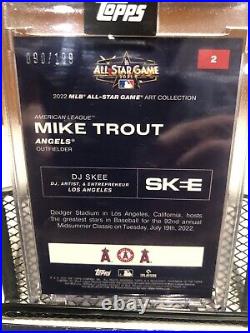 topps
090/199
ALL STAR GAME
2
2022 MLB® ALL-STAR GAME® ART COLLECTION
AMERICAN LEAGUE™
MIKE TROUT
ANGELS®
OUTFIELDER
DJ SKEE
DJ, ARTIST, & ENTREPRENEUR
LOS ANGELES
SKEE
Dodger Stadium in Los Angeles, California, hosts
the greatest stars in Baseball for the 92nd annual
Midsummer Classic on Tuesday, July 19th, 2022.
topps